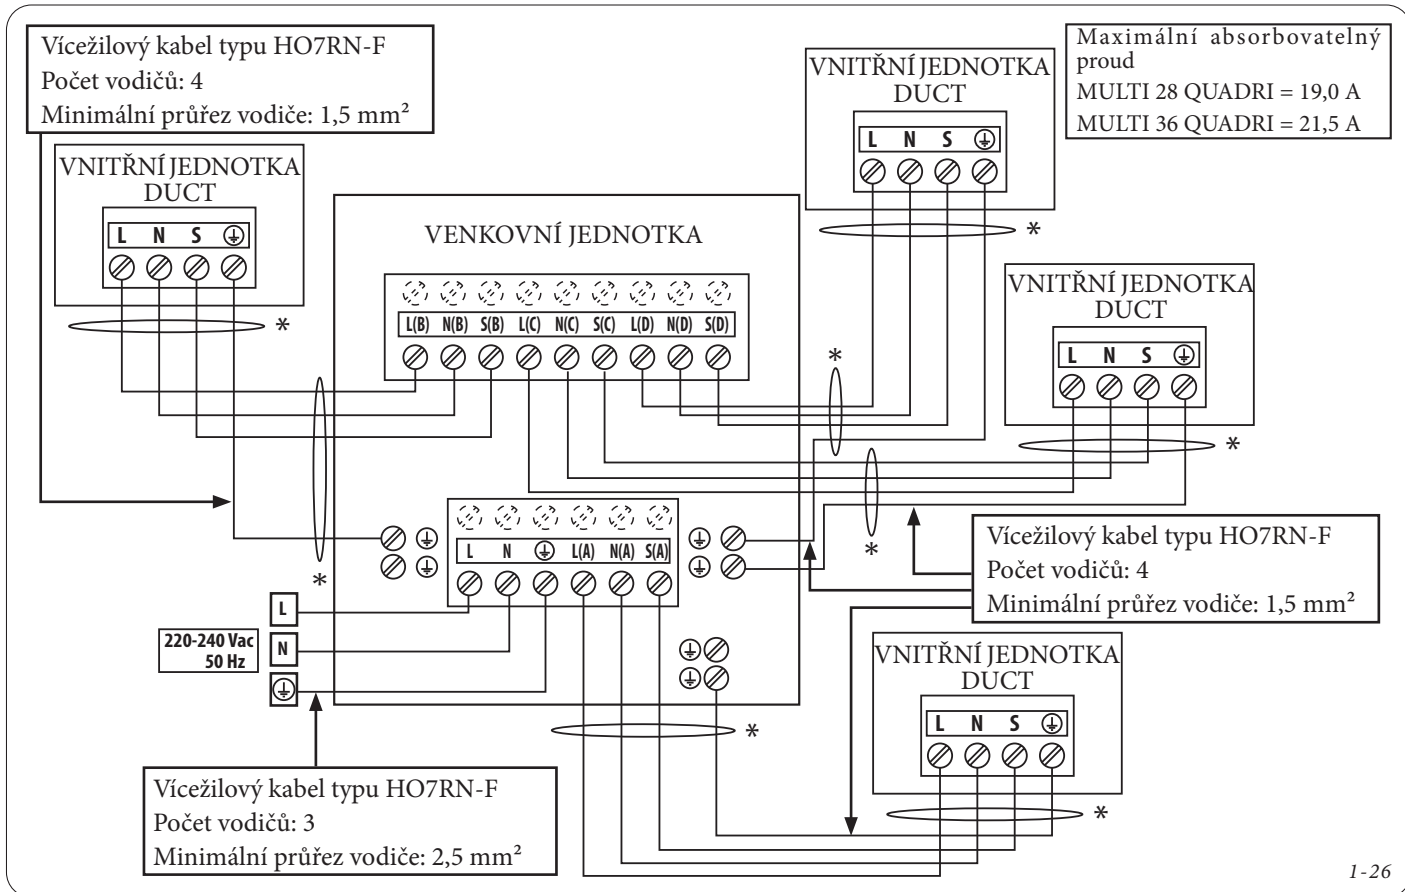 Vícežilový kabel typu HO7RN-F
Počet vodičů: 4
Minimální průřez vodiče: 1,5 mm²
VNITŘNÍ JEDNOTKA
DUCT
L N S
*
VNITŘNÍ JEDNOTKA
DUCT
L N S
*
Maximální absorbovatelný
proud
MULTI 28 QUADRI = 19,0 A
MULTI 36 QUADRI = 21,5 A
VENKOVNÍ JEDNOTKA
L(B) N(B) S(B) L(C) N(C) S(C) L(D) N(D) S(D)
*
*
*
VNITŘNÍ JEDNOTKA
DUCT
L N S
*
L N L(A) N(A) S(A)
Vícežilový kabel typu HO7RN-F
Počet vodičů: 4
Minimální průřez vodiče: 1,5 mm²
L
220-240 Vac
50 Hz
N
*
VNITŘNÍ JEDNOTKA
DUCT
L N S
*
Vícežilový kabel typu HO7RN-F
Počet vodičů: 3
Minimální průřez vodiče: 2,5 mm²
1-26